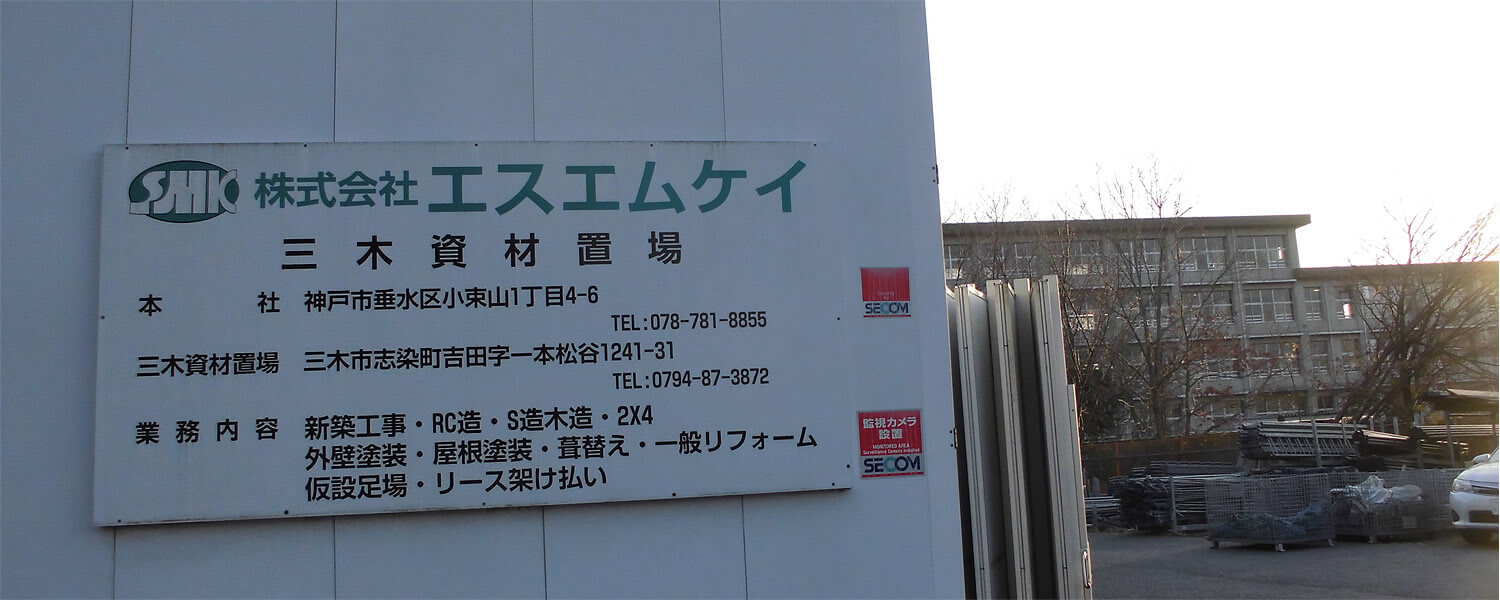 SMK 株式会社 エスエムケイ
三木資材置場
本社 神戸市垂水区小束山1丁目4-6
TEL:078-781-8855
三木資材置場 三木市志染町吉田字一本松谷1241-31
TEL:0794-87-3872
業務内容 新築工事・RC造・S造木造・2X4
外壁塗装・屋根塗装・葺替え・一般リフォーム
仮設足場・リース架け払い
SECOM
監視カメラ
設置
MONITORED AREA
Surveillance Camera Installed
SECOM